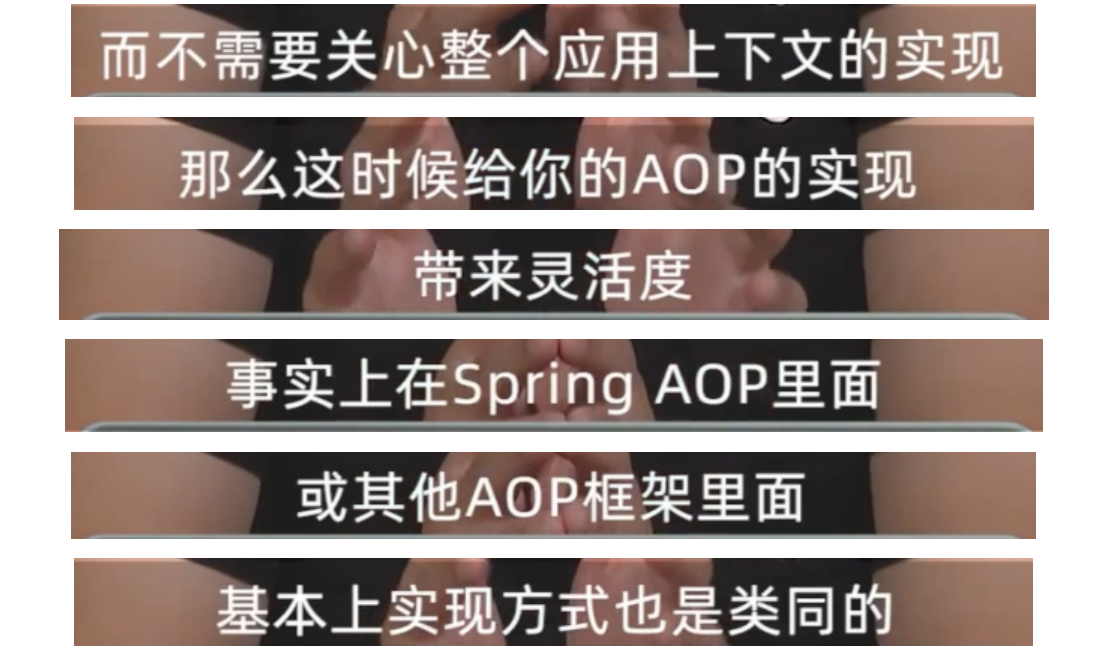 而不需要关心整个应用上下文的实现
那么这时候给你的AOP的实现
带来灵活度
事实上在Spring AOP里面
或其他AOP框架里面
基本上实现方式也是类同的